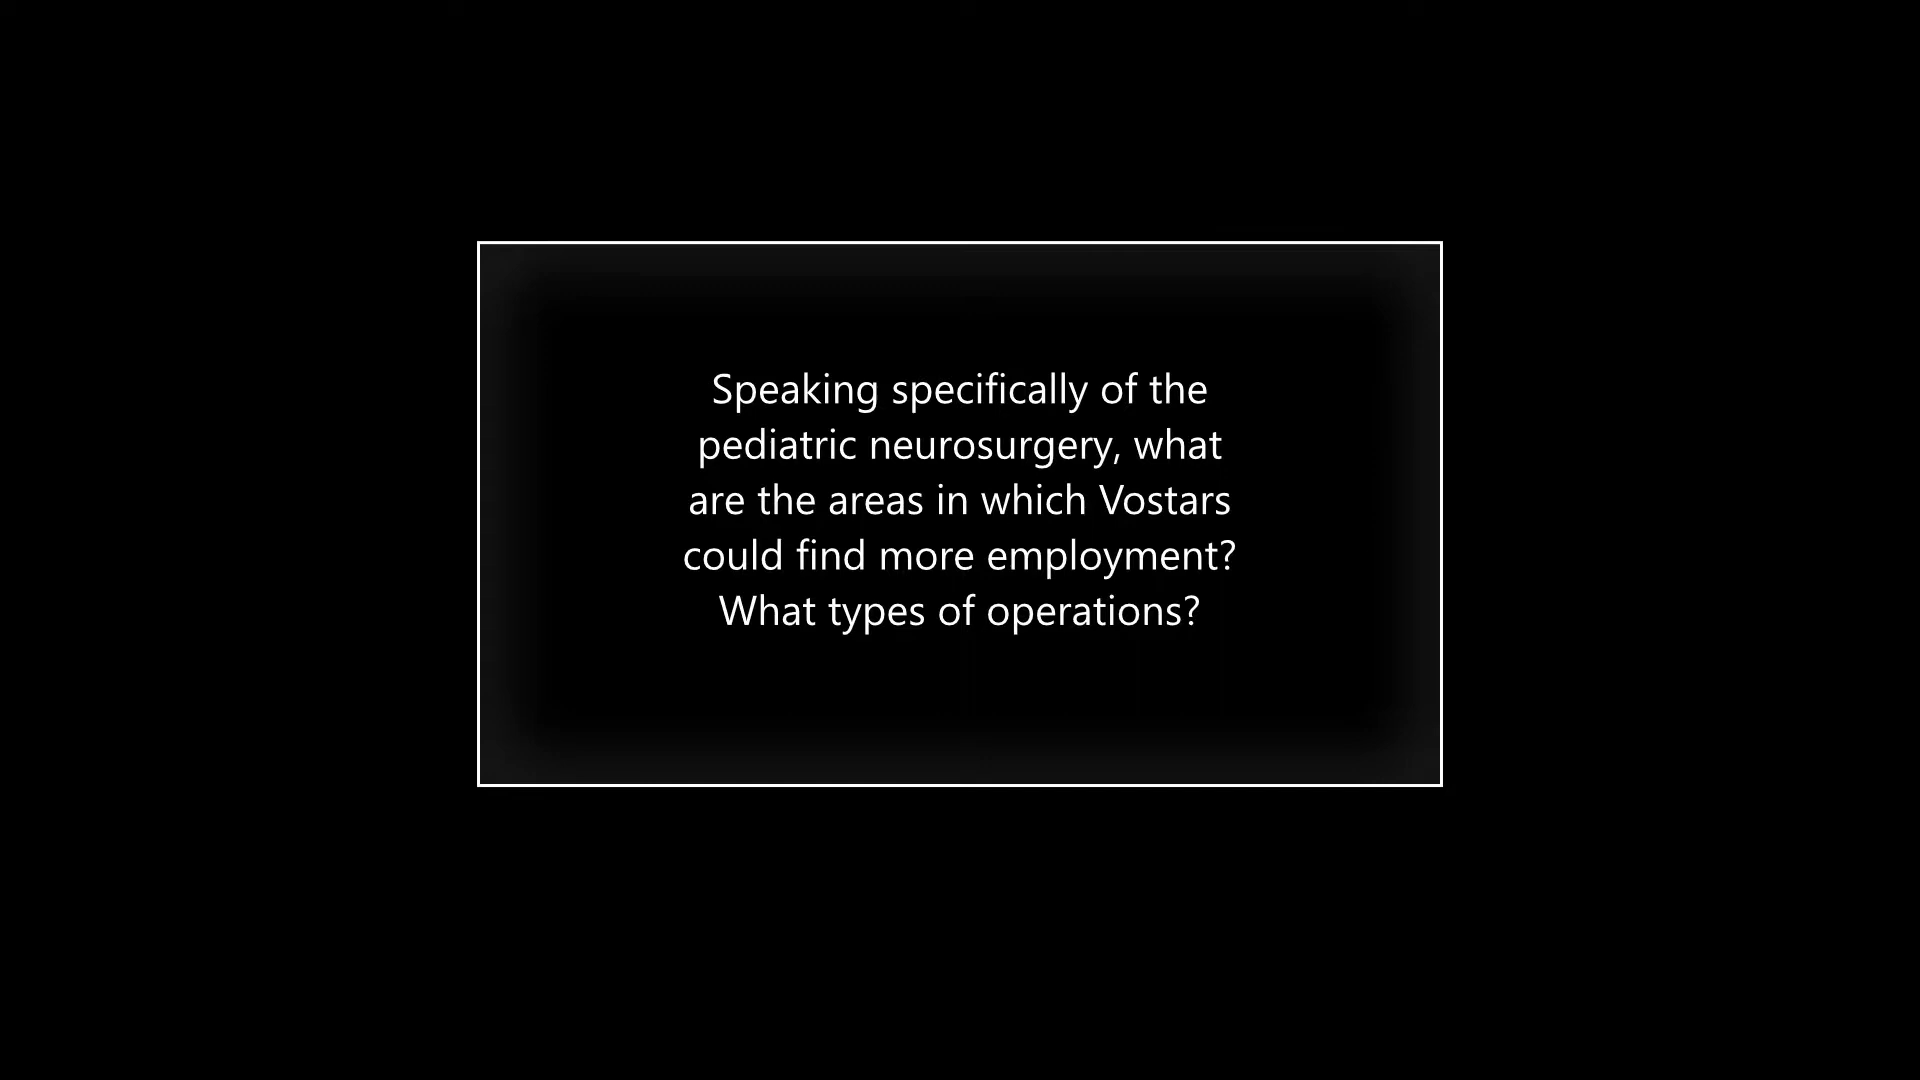 Speaking specifically of the
pediatric neurosurgery, what
are the areas in which Vostars
could find more employment?
What types of operations?